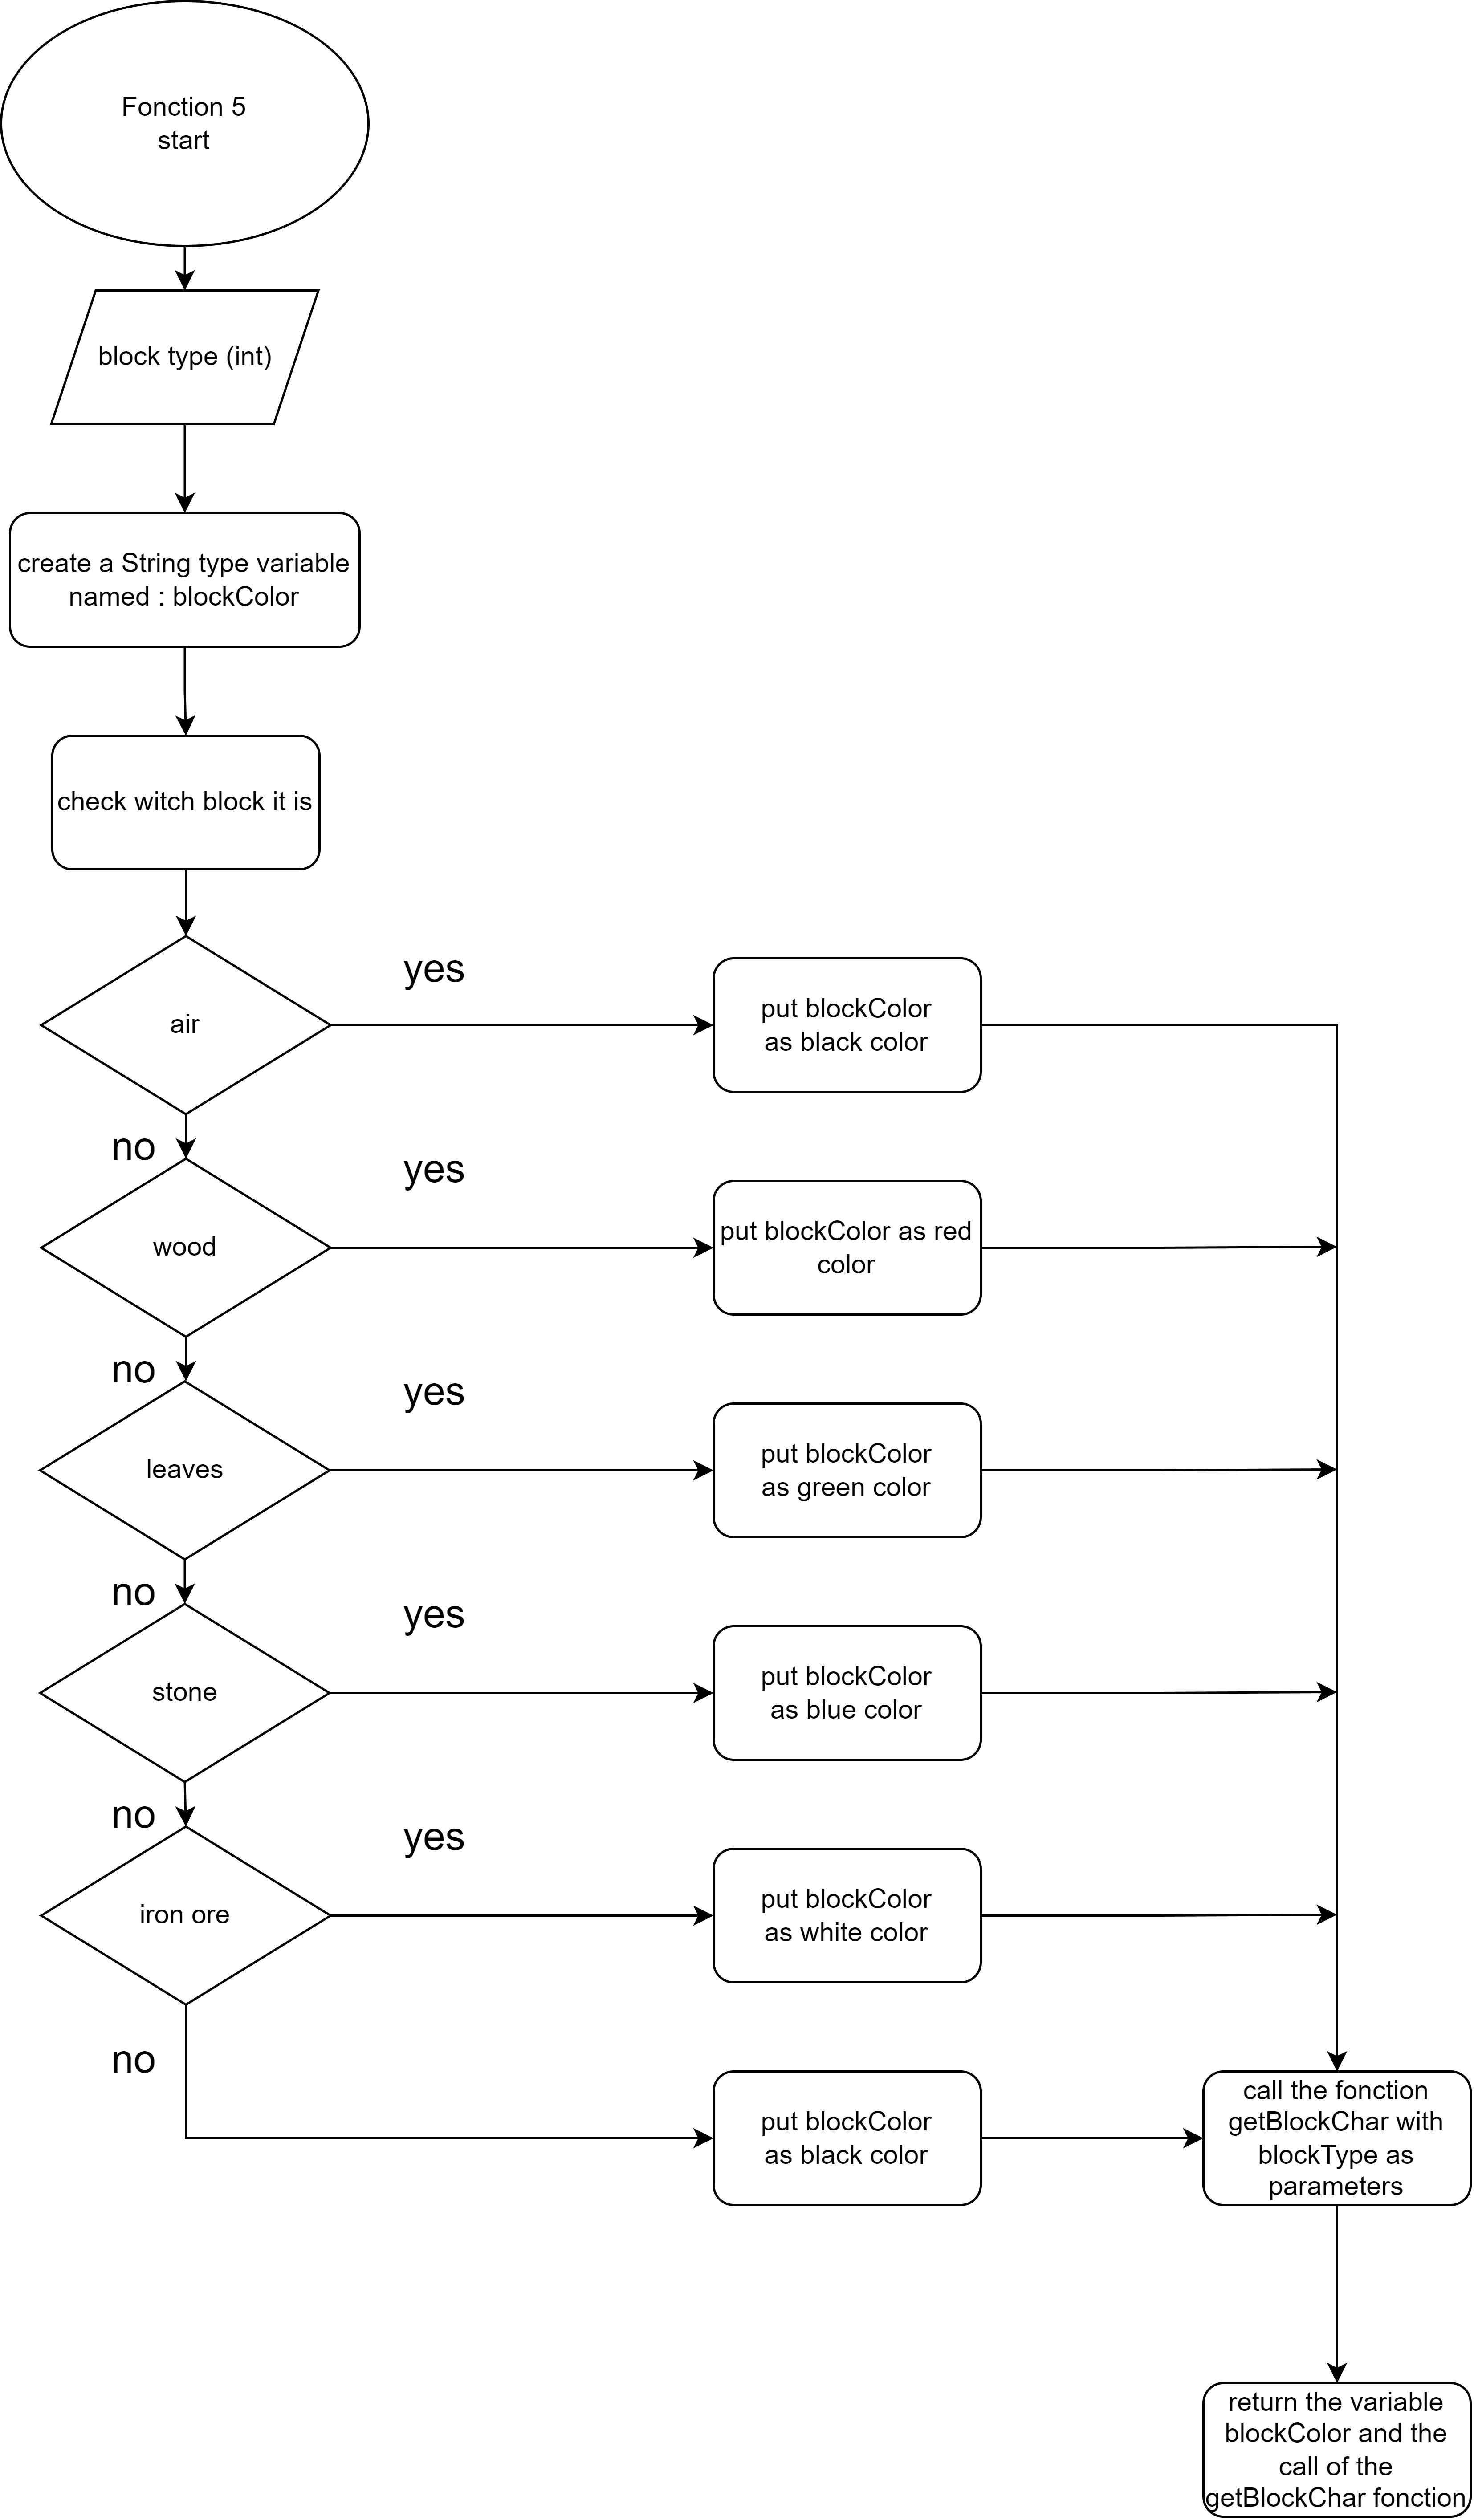 Fonction 5
start
block type (int)
create a String type variable
named : blockColor
check witch block it is
air
yes
put blockColor
as black color
no
wood
yes
put blockColor as red
color
no
leaves
yes
put blockColor
as green color
no
stone
yes
put blockColor
as blue color
no
iron ore
yes
put blockColor
as white color
no
put blockColor
as black color
call the fonction
getBlockChar with
blockType as
parameters
return the variable
blockColor and the
call of the
getBlockChar fonction